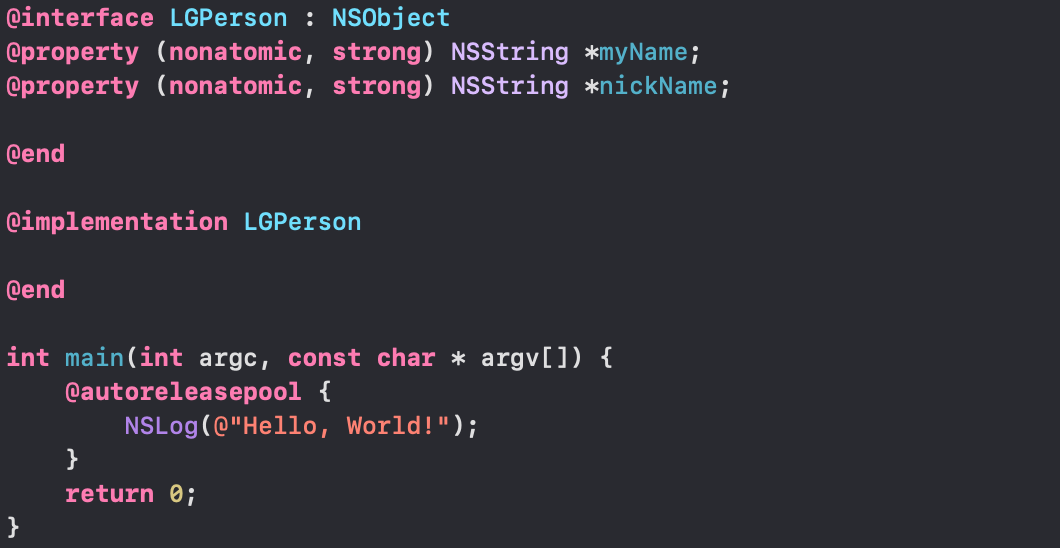 @interface LGPerson : NSObject
@property (nonatomic, strong) NSString *myName;
@property (nonatomic, strong) NSString *nickName;
@end
@implementation LGPerson
@end
int main(int argc, const char * argv[]) {
    @autoreleasepool {
        NSLog(@"Hello, World!");
    }
    return 0;
}